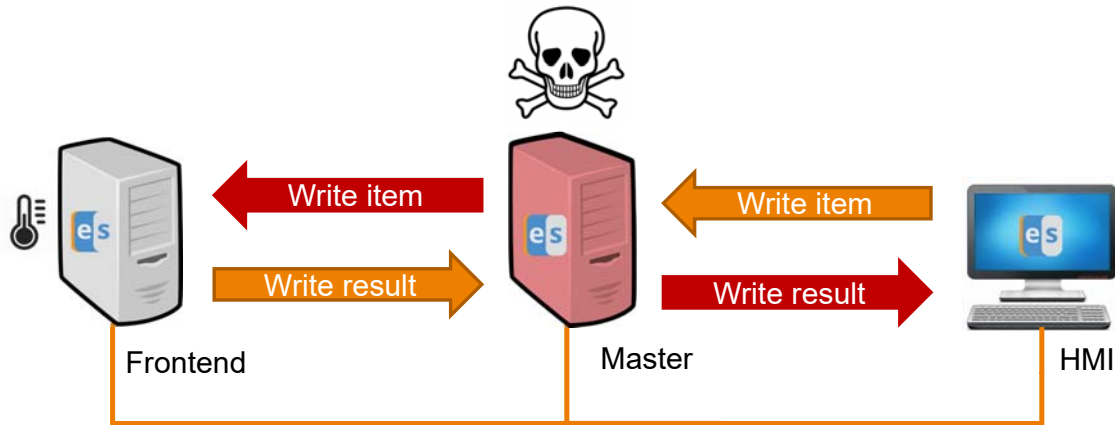 Write item
Write item
es
es
es
Write result
Write result
Frontend
Master
HMI